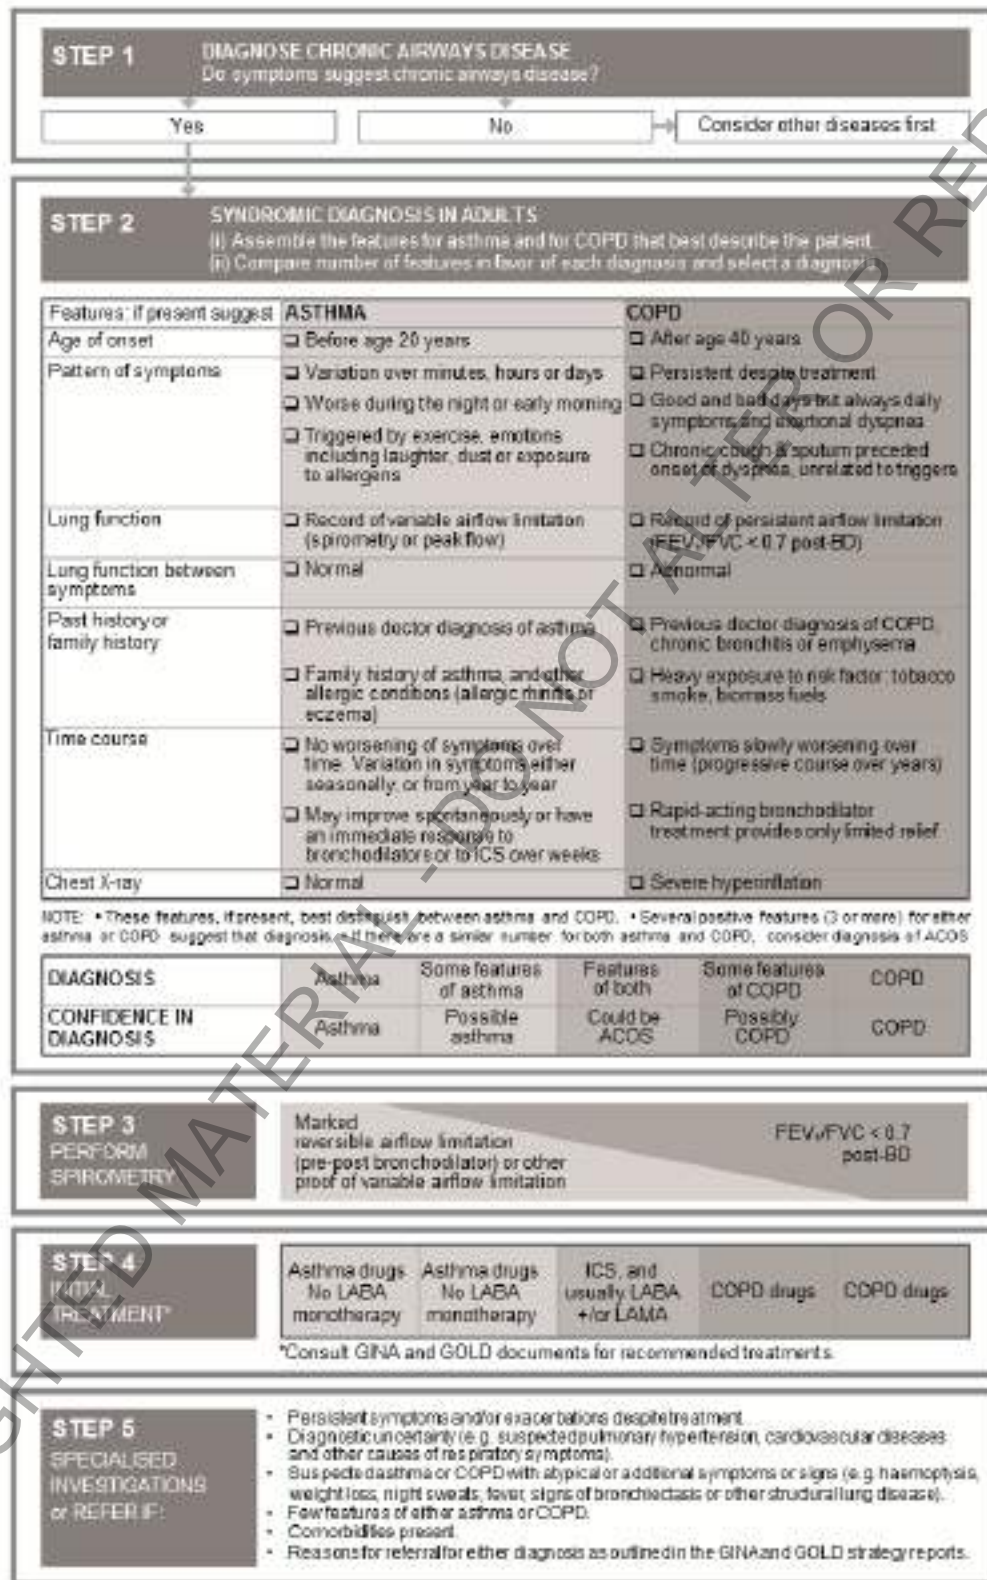 STEP 1
DIAGNOSE CHRONIC AIRWAYS DISEASE
Do symptoms suggest chronic airways disease?
Yes
No
Consider other diseases first
STEP 2
SYNDROMIC DIAGNOSIS IN ADULTS
(i) Assemble the features for asthma and for COPD that best describe the patient.
(ii) Compare number of features in favor of each diagnosis and select a diagnosis
Features: if present suggest ASTHMA COPD
Age of onset
Before age 20 years
After age 40 years
Pattern of symptoms
Variation over minutes, hours or days
Worse during the night or early morning
Triggered by exercise, emotions
including laughter, dust or exposure
to allergens
Persistent despite treatment
Good and bad days but always daily
symptoms and exertional dyspnea
Chronic cough & sputum preceded
onset of dyspnea, unrelated to triggers
Lung function
Record of variable airflow limitation
(spirometry or peak flow)
Record of persistent airflow limitation
(FEV₁/FVC < 0.7 post-BD)
Lung function between
symptoms
Normal
Abnormal
Past history or
family history
Previous doctor diagnosis of asthma
Family history of asthma, and other
allergic conditions (allergic rhinitis or
eczema)
Previous doctor diagnosis of COPD,
chronic bronchitis or emphysema
Heavy exposure to risk factor: tobacco
smoke, biomass fuels
Time course
No worsening of symptoms over
time. Variation in symptoms either
seasonally, or from year to year
May improve spontaneously or have
an immediate response to
bronchodilators or to ICS over weeks
Symptoms slowly worsening over
time (progressive course over years)
Rapid-acting bronchodilator
treatment provides only limited relief.
Chest X-ray
Normal
Severe hyperinflation
NOTE: • These features, if present, best distinguish between asthma and COPD. • Several positive features (3 or more) for either
asthma or COPD suggest that diagnosis. • If there are a similar number for both asthma and COPD, consider diagnosis of ACOS
DIAGNOSIS
Asthma
Some features
of asthma
Features
of both
Some features
of COPD
COPD
CONFIDENCE IN
DIAGNOSIS
Asthma
Possible
asthma
Could be
ACOS
Possibly
COPD
COPD
STEP 3
PERFORM
SPIROMETRY
Marked
reversible airflow limitation
(pre-post bronchodilator) or other
proof of variable airflow limitation
FEV₁/FVC < 0.7
post-BD
STEP 4
INITIAL
TREATMENT*
Asthma drugs
No LABA
monotherapy
Asthma drugs
No LABA
monotherapy
ICS, and
usually LABA
+/or LAMA
COPD drugs
COPD drugs
*Consult GINA and GOLD documents for recommended treatments.
STEP 5
SPECIALISED
INVESTIGATIONS
or REFER IF:
• Persistent symptoms and/or exacerbations despite treatment.
• Diagnostic uncertainty (e.g. suspected pulmonary hypertension, cardiovascular diseases
and other causes of respiratory symptoms).
• Suspected asthma or COPD with atypical or additional symptoms or signs (e.g. haemoptysis,
weight loss, night sweats, fever, signs of bronchiectasis or other structural lung disease).
• Few features of either asthma or COPD.
• Comorbidities present.
• Reasons for referral for either diagnosis as outlined in the GINA and GOLD strategy reports.
GHTED MATERIAL - DO NOT ALTER OR REP